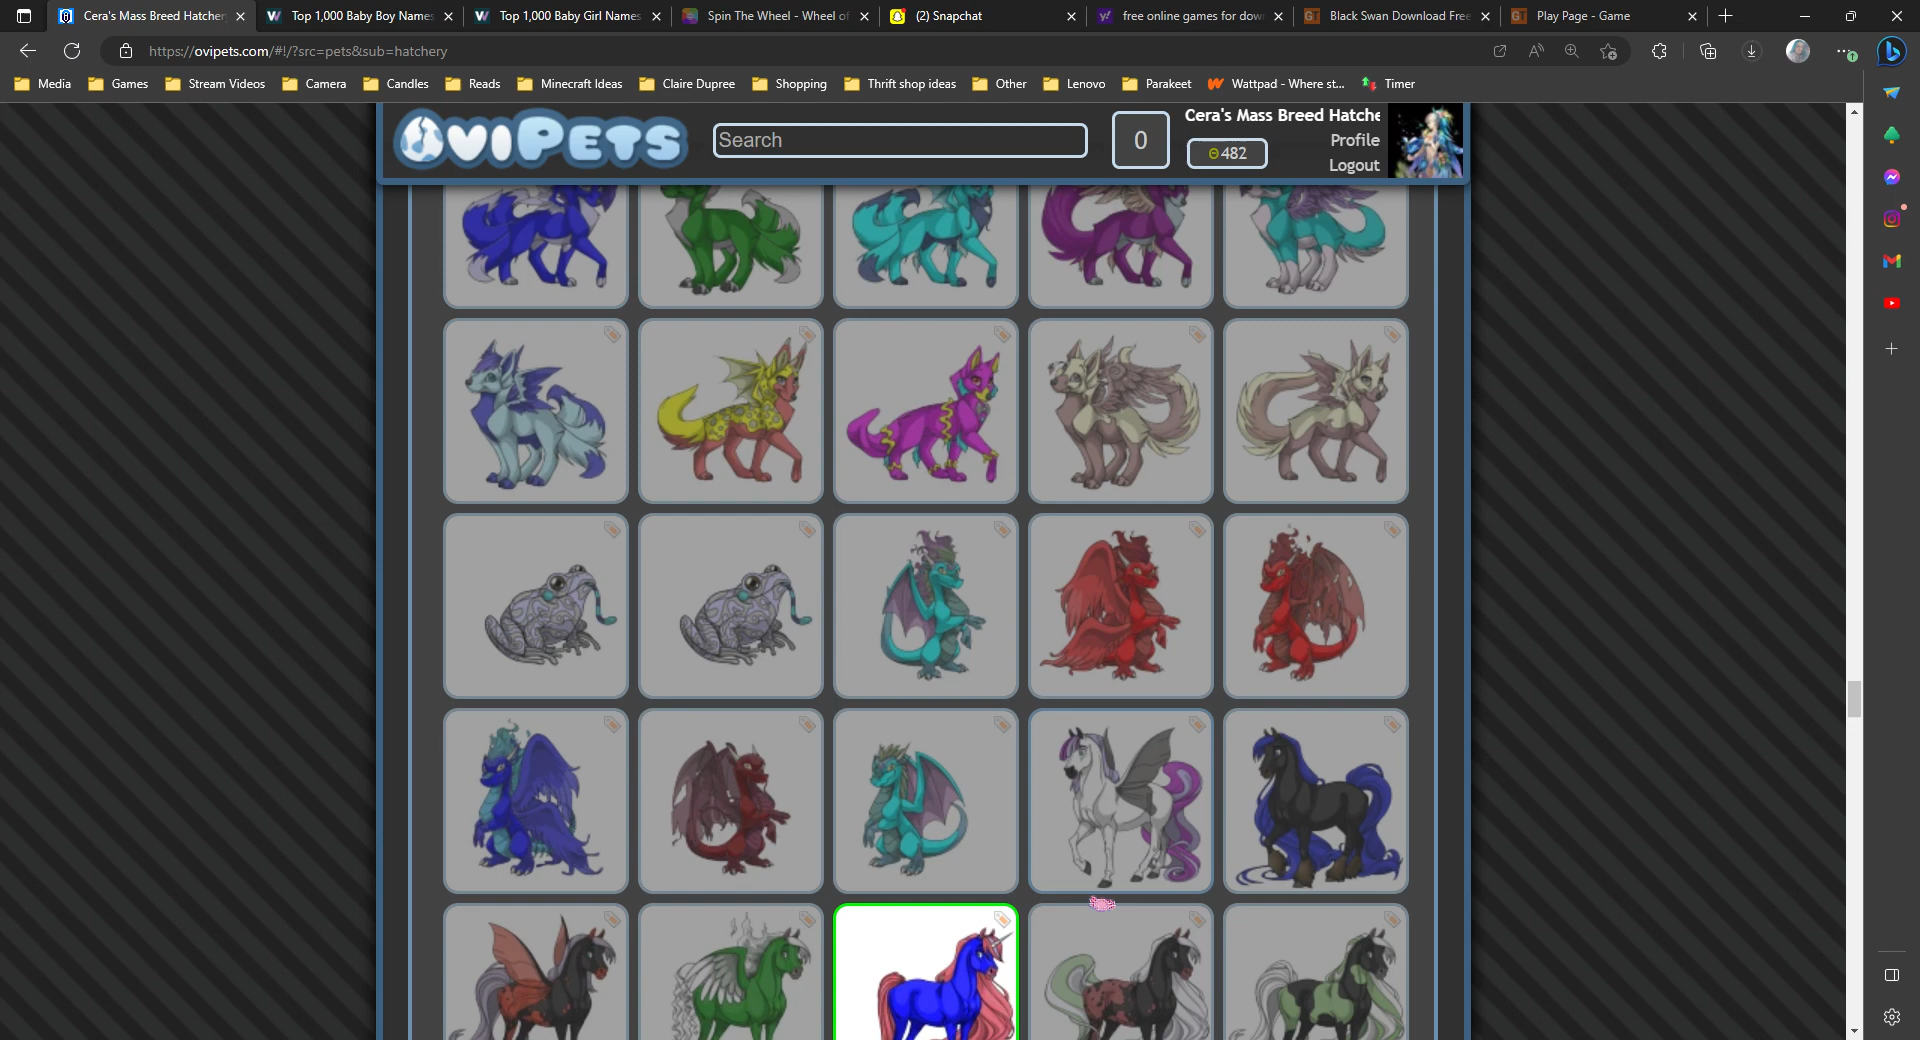 Cera's Mass Breed Hatcher
Top 1,000 Baby Boy Names
Top 1,000 Baby Girl Names
Spin The Wheel - Wheel of
(2) Snapchat
free online games for dow
Black Swan Download Free
Play Page - Game
https://ovipets.com/#!/?src=pets&sub=hatchery
Media
Games
Stream Videos
Camera
Candles
Reads
Minecraft Ideas
Claire Dupree
Shopping
Thrift shop ideas
Other
Lenovo
Parakeet
Wattpad - Where st...
Timer
OviPets
Search
0
Cera's Mass Breed Hatche
482
Profile
Logout